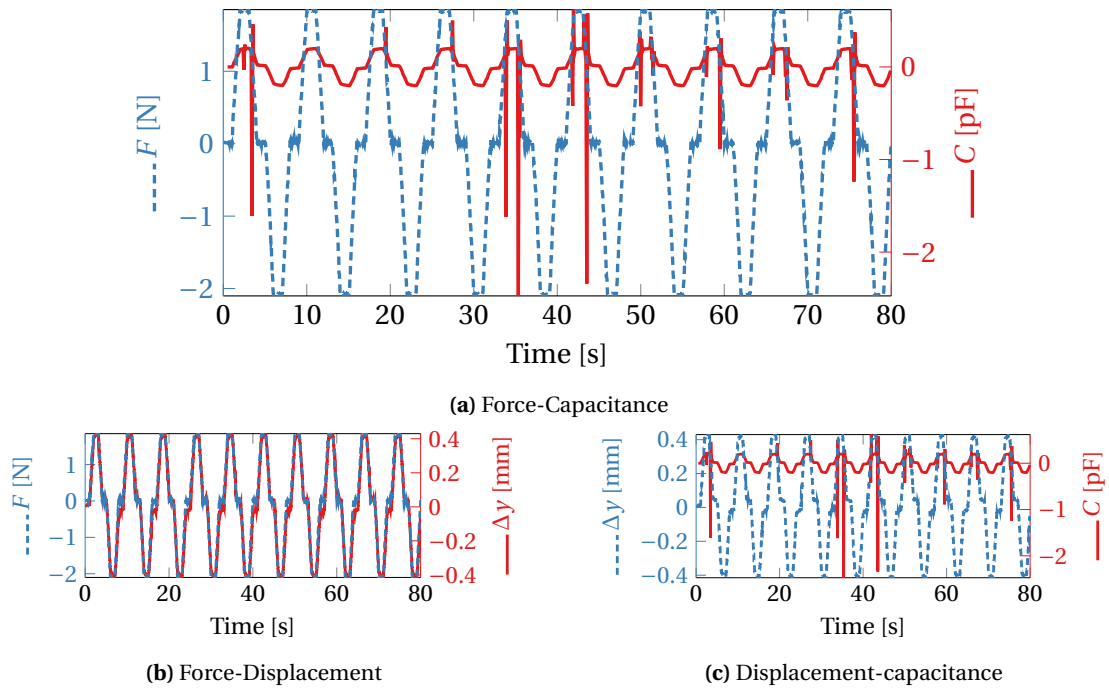 1
0
−1
−2
F [N]
0
−1
−2
C [pF]
0 10 20 30 40 50 60 70 80
Time [s]
(a) Force-Capacitance
1
0
−1
−2
F [N]
0.4
0.2
0
−0.2
−0.4
Δy [mm]
0 20 40 60 80
Time [s]
(b) Force-Displacement
0.4
0.2
0
−0.2
−0.4
Δy [mm]
0
−1
−2
C [pF]
0 20 40 60 80
Time [s]
(c) Displacement-capacitance